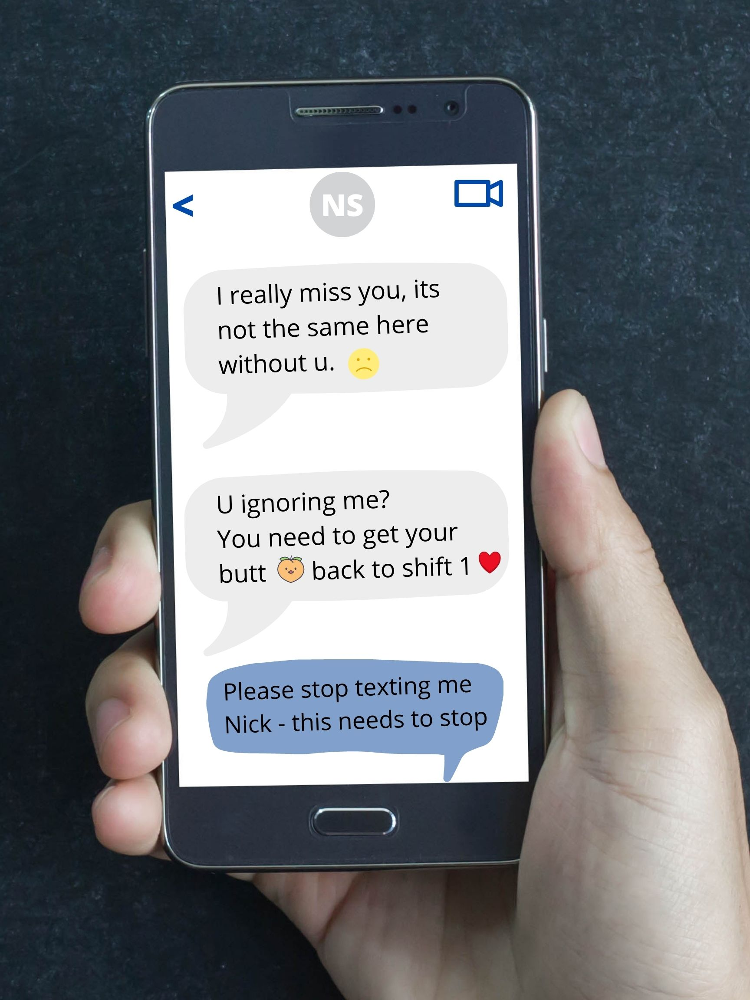 <
NS
I really miss you, its
not the same here
without u. 🙁
U ignoring me?
You need to get your
butt 🍑 back to shift 1 ❤️
Please stop texting me
Nick - this needs to stop